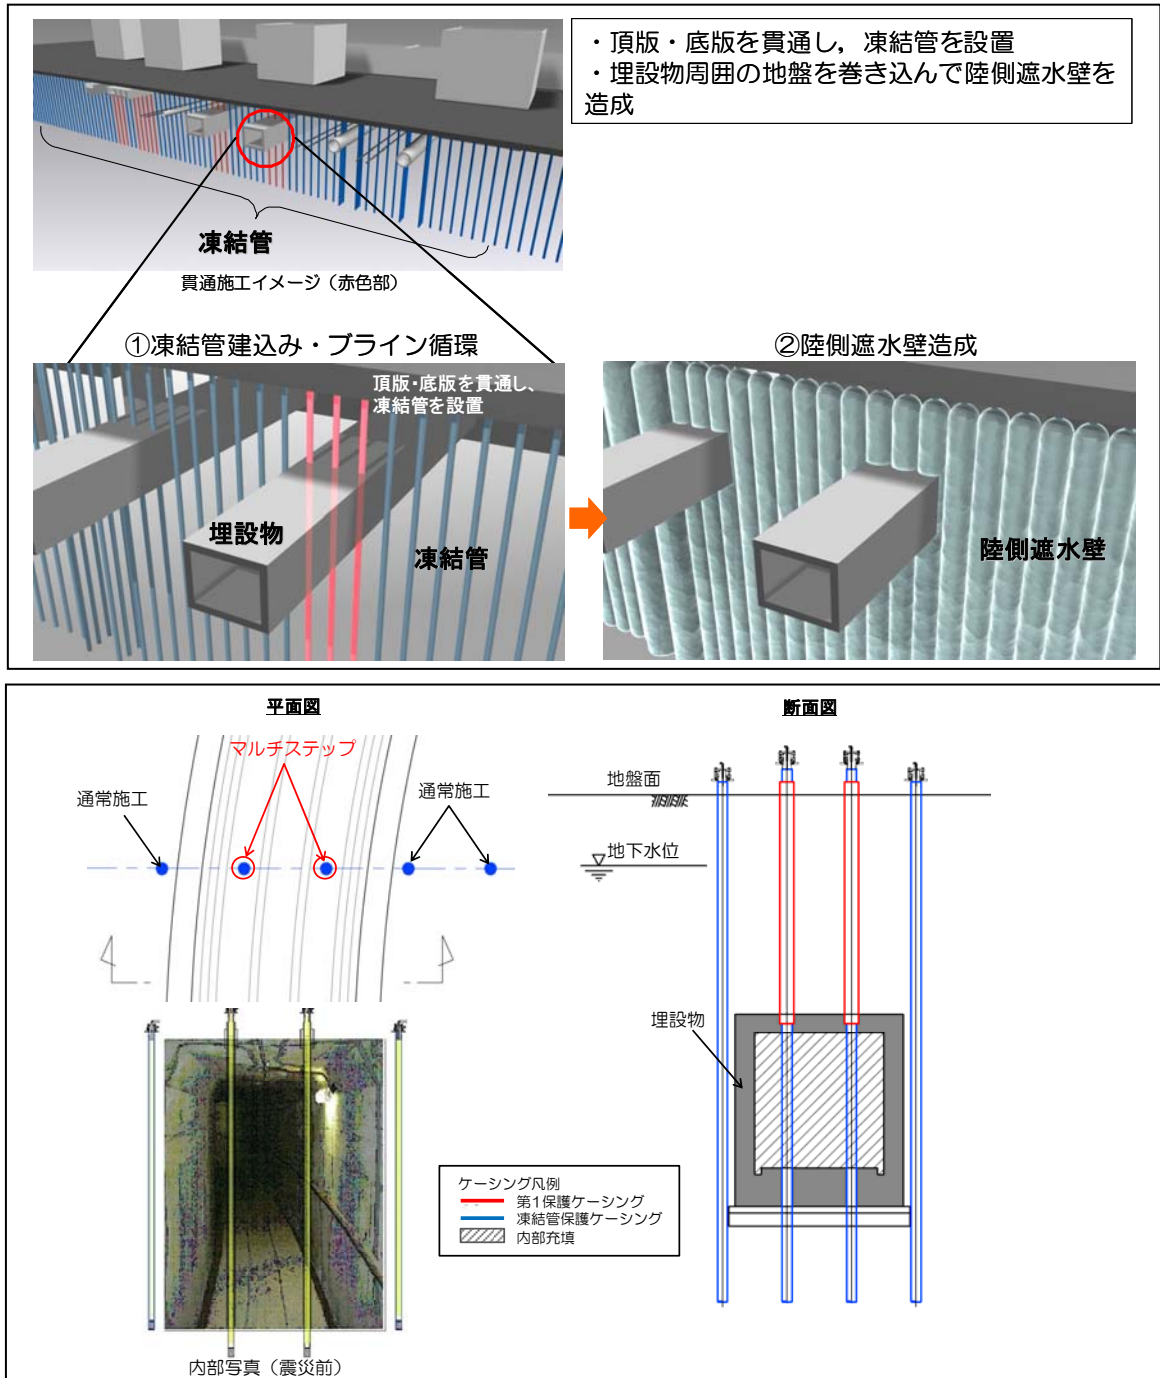 ・頂版・底版を貫通し，凍結管を設置
・埋設物周囲の地盤を巻き込んで陸側遮水壁を
造成
凍結管
貫通施工イメージ（赤色部）
①凍結管建込み・ブライン循環
頂版・底版を貫通し、
凍結管を設置
埋設物
凍結管
②陸側遮水壁造成
陸側遮水壁
平面図
マルチステップ
通常施工
通常施工
内部写真（震災前）
断面図
地盤面
地下水位
埋設物
ケーシング凡例
第1保護ケーシング
凍結管保護ケーシング
内部充填